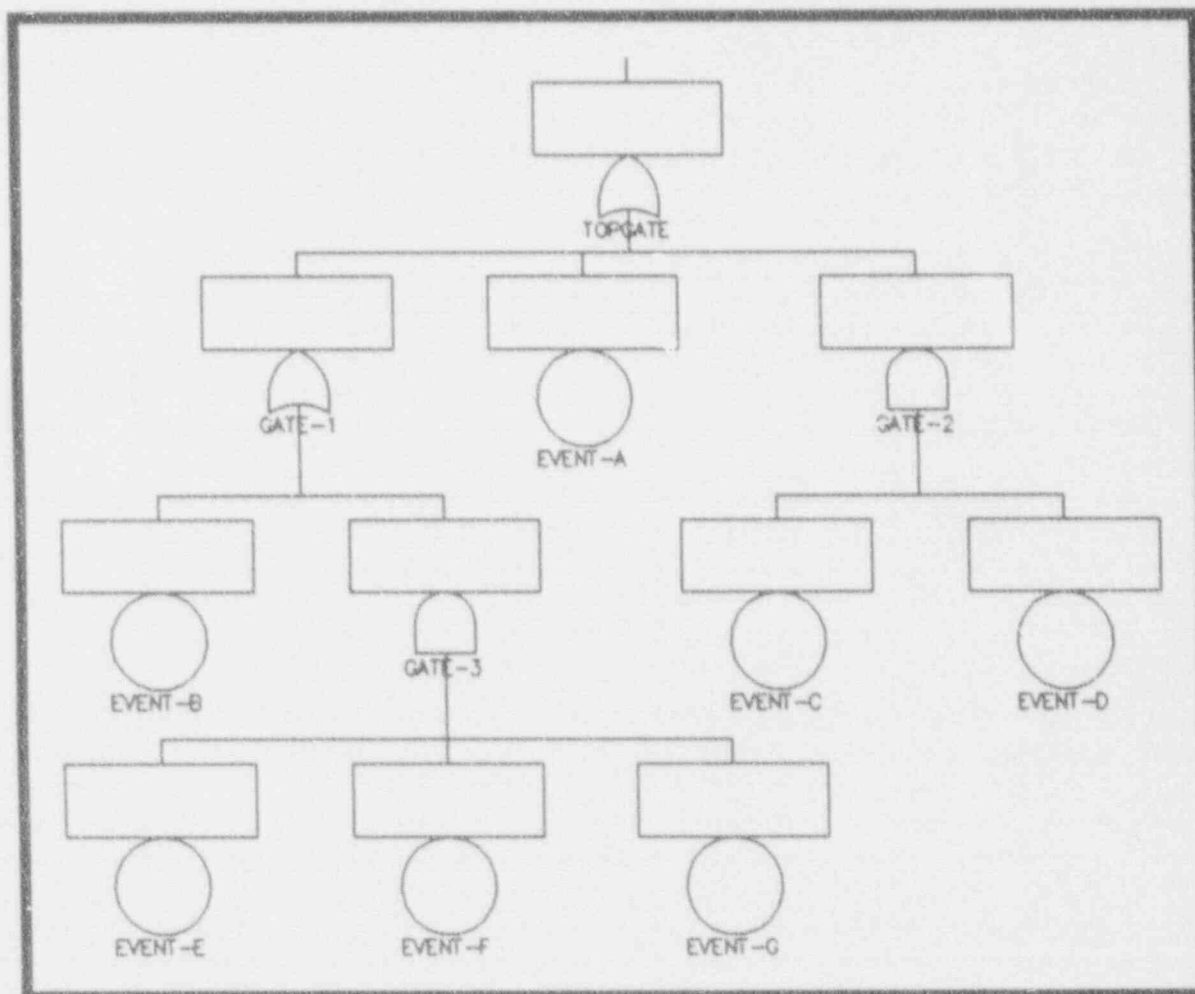 TOPGATE
GATE-1
EVENT-A
GATE-2
EVENT-B
GATE-3
EVENT-C
EVENT-D
EVENT-E
EVENT-F
EVENT-G